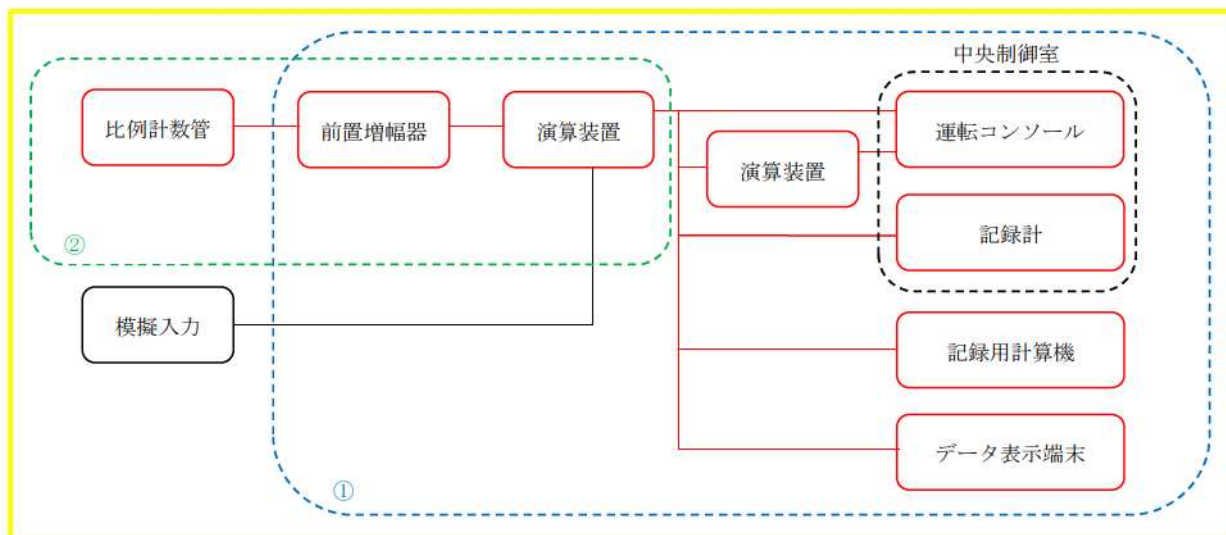 中央制御室
比例計数管
前置増幅器
演算装置
運転コンソール
演算装置
記録計
②
模擬入力
記録用計算機
データ表示端末
①